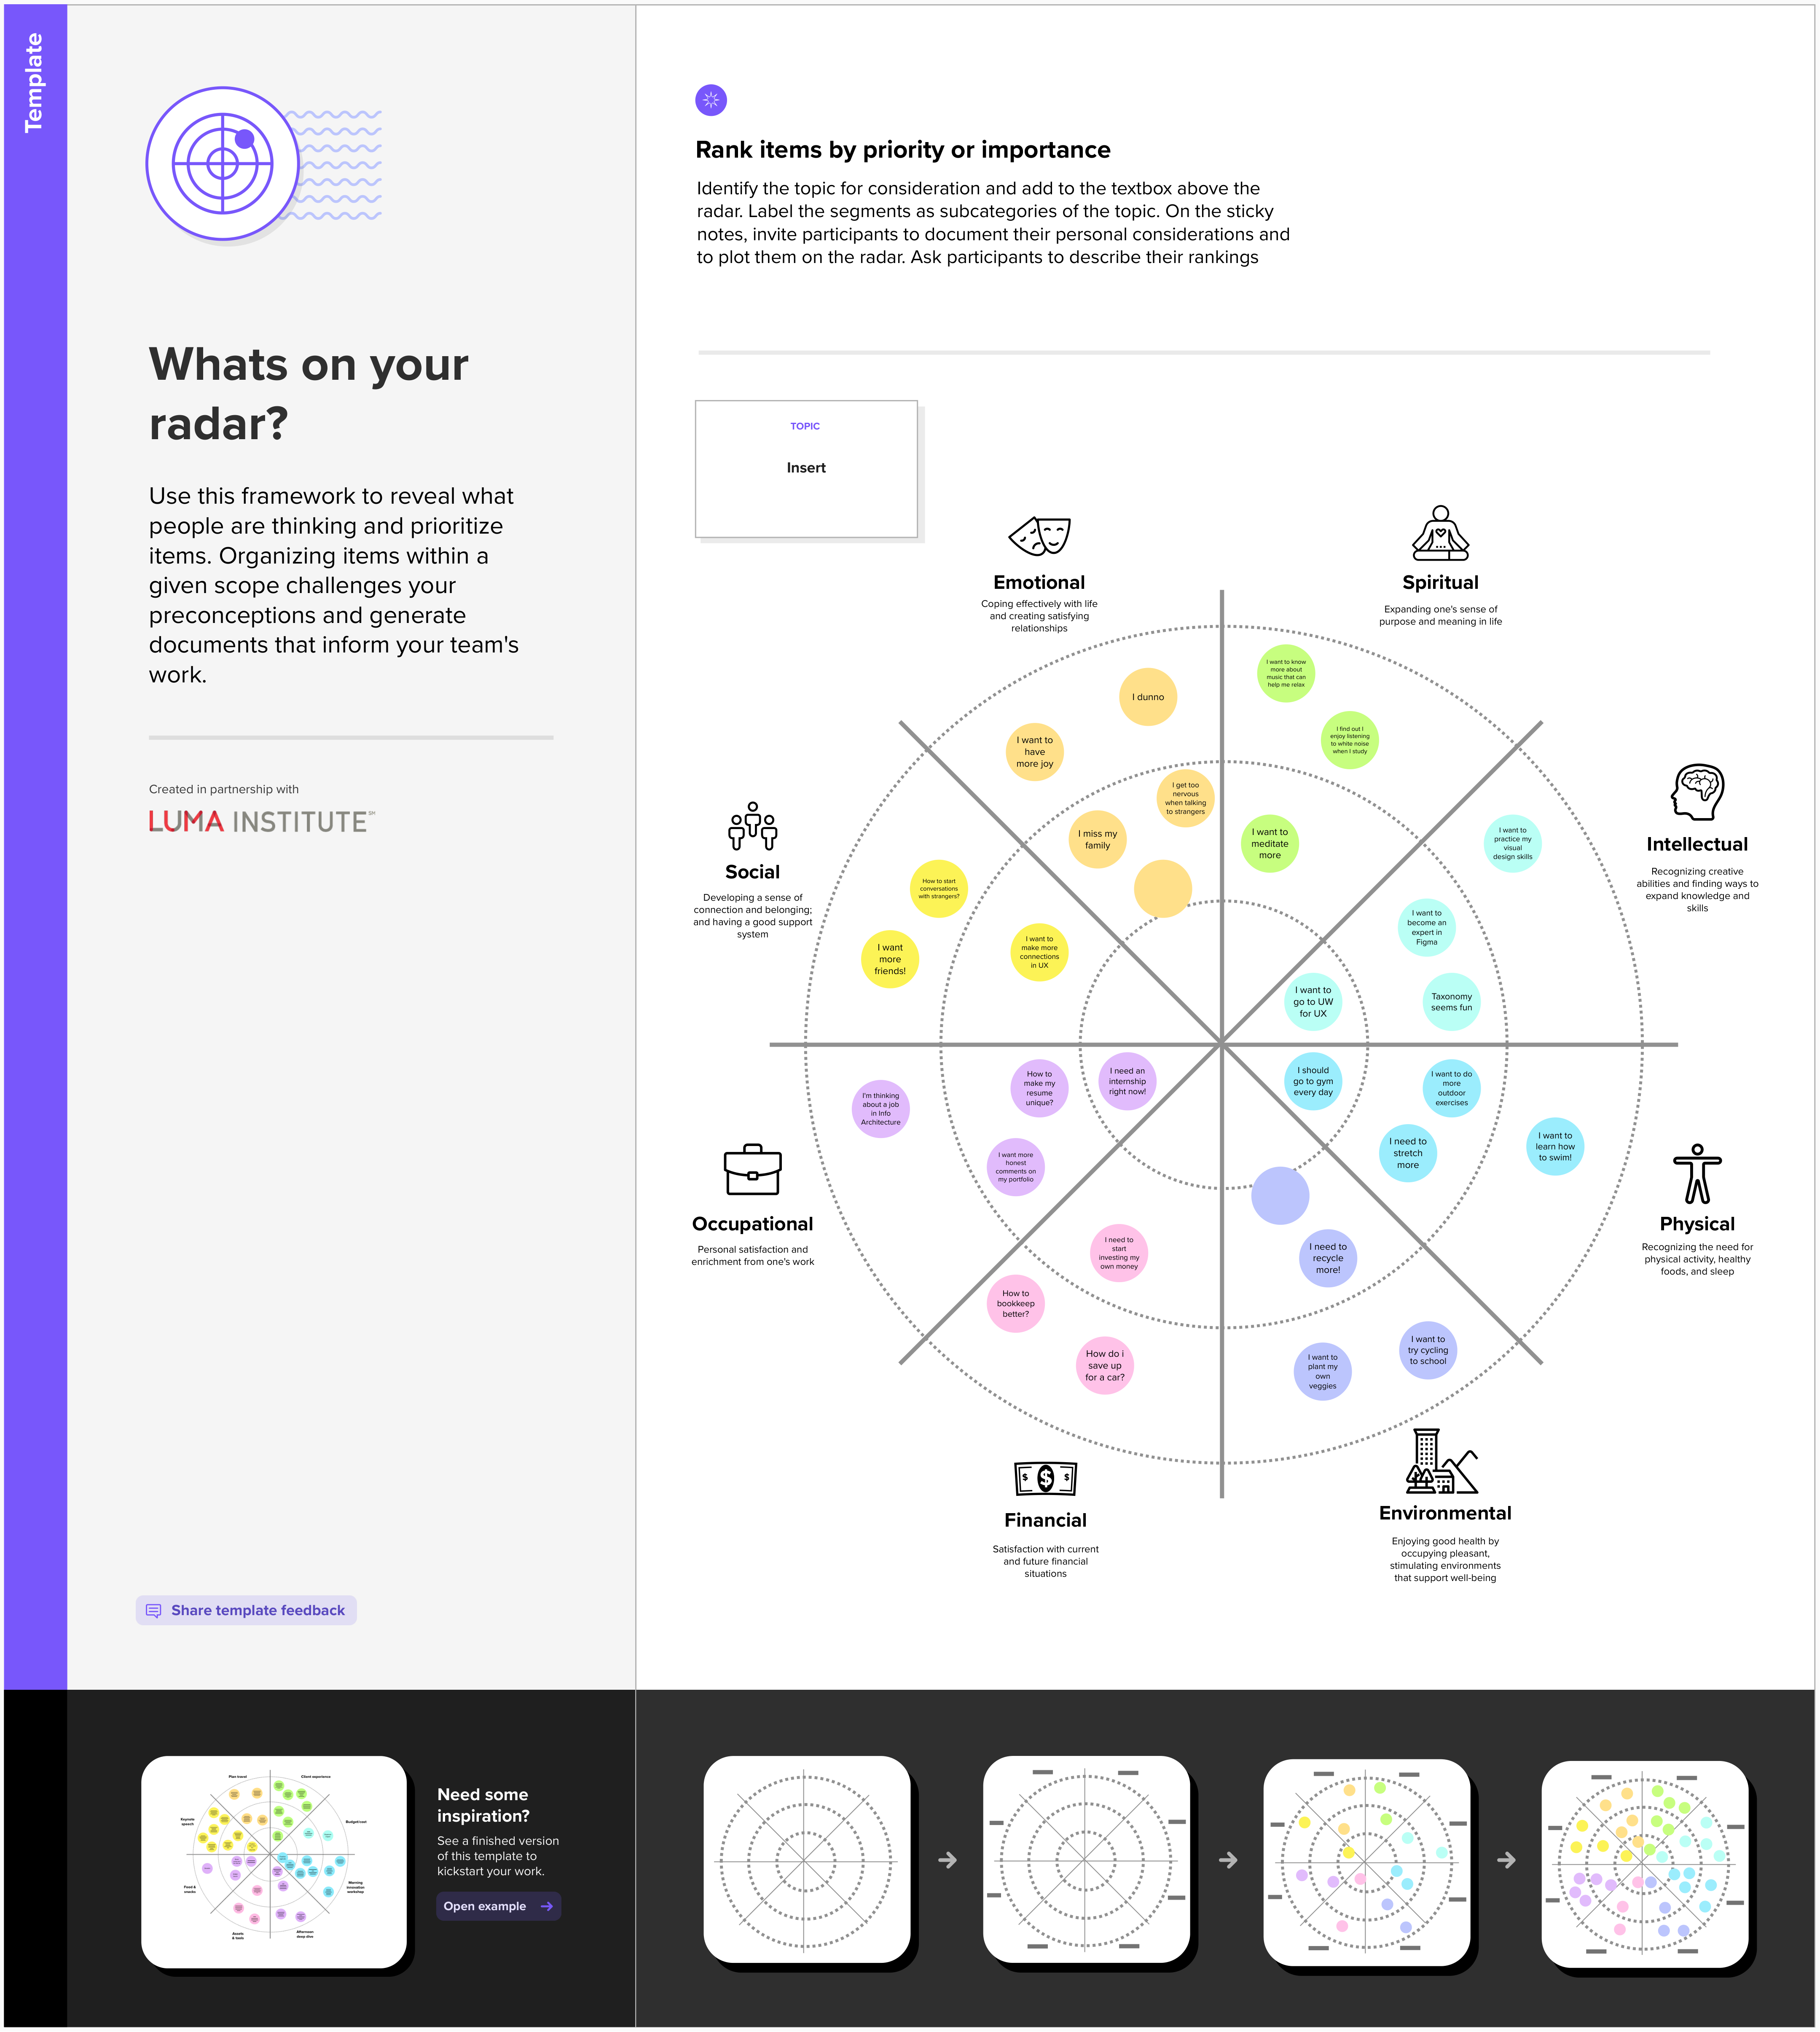 Template
Whats on your
radar?
Use this framework to reveal what
people are thinking and prioritize
items. Organizing items within a
given scope challenges your
preconceptions and generate
documents that inform your team's
work.
Created in partnership with
LUMA INSTITUTE℠
Share template feedback
Rank items by priority or importance
Identify the topic for consideration and add to the textbox above the
radar. Label the segments as subcategories of the topic. On the sticky
notes, invite participants to document their personal considerations and
to plot them on the radar. Ask participants to describe their rankings
TOPIC
Insert
Emotional
Coping effectively with life
and creating satisfying
relationships
I dunno
I want to
have
more joy
I get too
nervous
when talking
to strangers
I miss my
family
Spiritual
Expanding one's sense of
purpose and meaning in life
I want to know
more about
music that can
help me relax
I find out I
enjoy listening
to white noise
when I study
I want to
meditate
more
Intellectual
Recognizing creative
abilities and finding ways to
expand knowledge and
skills
I want to
practice my
visual
design skills
I want to
become an
expert in
Figma
I want to
go to UW
for UX
Taxonomy
seems fun
Social
Developing a sense of
connection and belonging;
and having a good support
system
How to start
conversations
with strangers?
I want
more
friends!
I want to
make more
connections
in UX
Occupational
Personal satisfaction and
enrichment from one's work
I'm thinking
about a job
in Info
Architecture
How to
make my
resume
unique?
I need an
internship
right now!
I want more
honest
comments on
my portfolio
Physical
Recognizing the need for
physical activity, healthy
foods, and sleep
I should
go to gym
every day
I want to do
more
outdoor
exercises
I need to
stretch
more
I want to
learn how
to swim!
Financial
Satisfaction with current
and future financial
situations
I need to
start
investing my
own money
How to
bookkeep
better?
How do i
save up
for a car?
Environmental
Enjoying good health by
occupying pleasant,
stimulating environments
that support well-being
I need to
recycle
more!
I want to
plant my
own
veggies
I want to
try cycling
to school
Plan travel
Client experience
Keynote
speech
Budget/cost
Food &
snacks
Morning
innovation
workshop
Assets
& tools
Afternoon
deep dive
Need some
inspiration?
See a finished version
of this template to
kickstart your work.
Open example